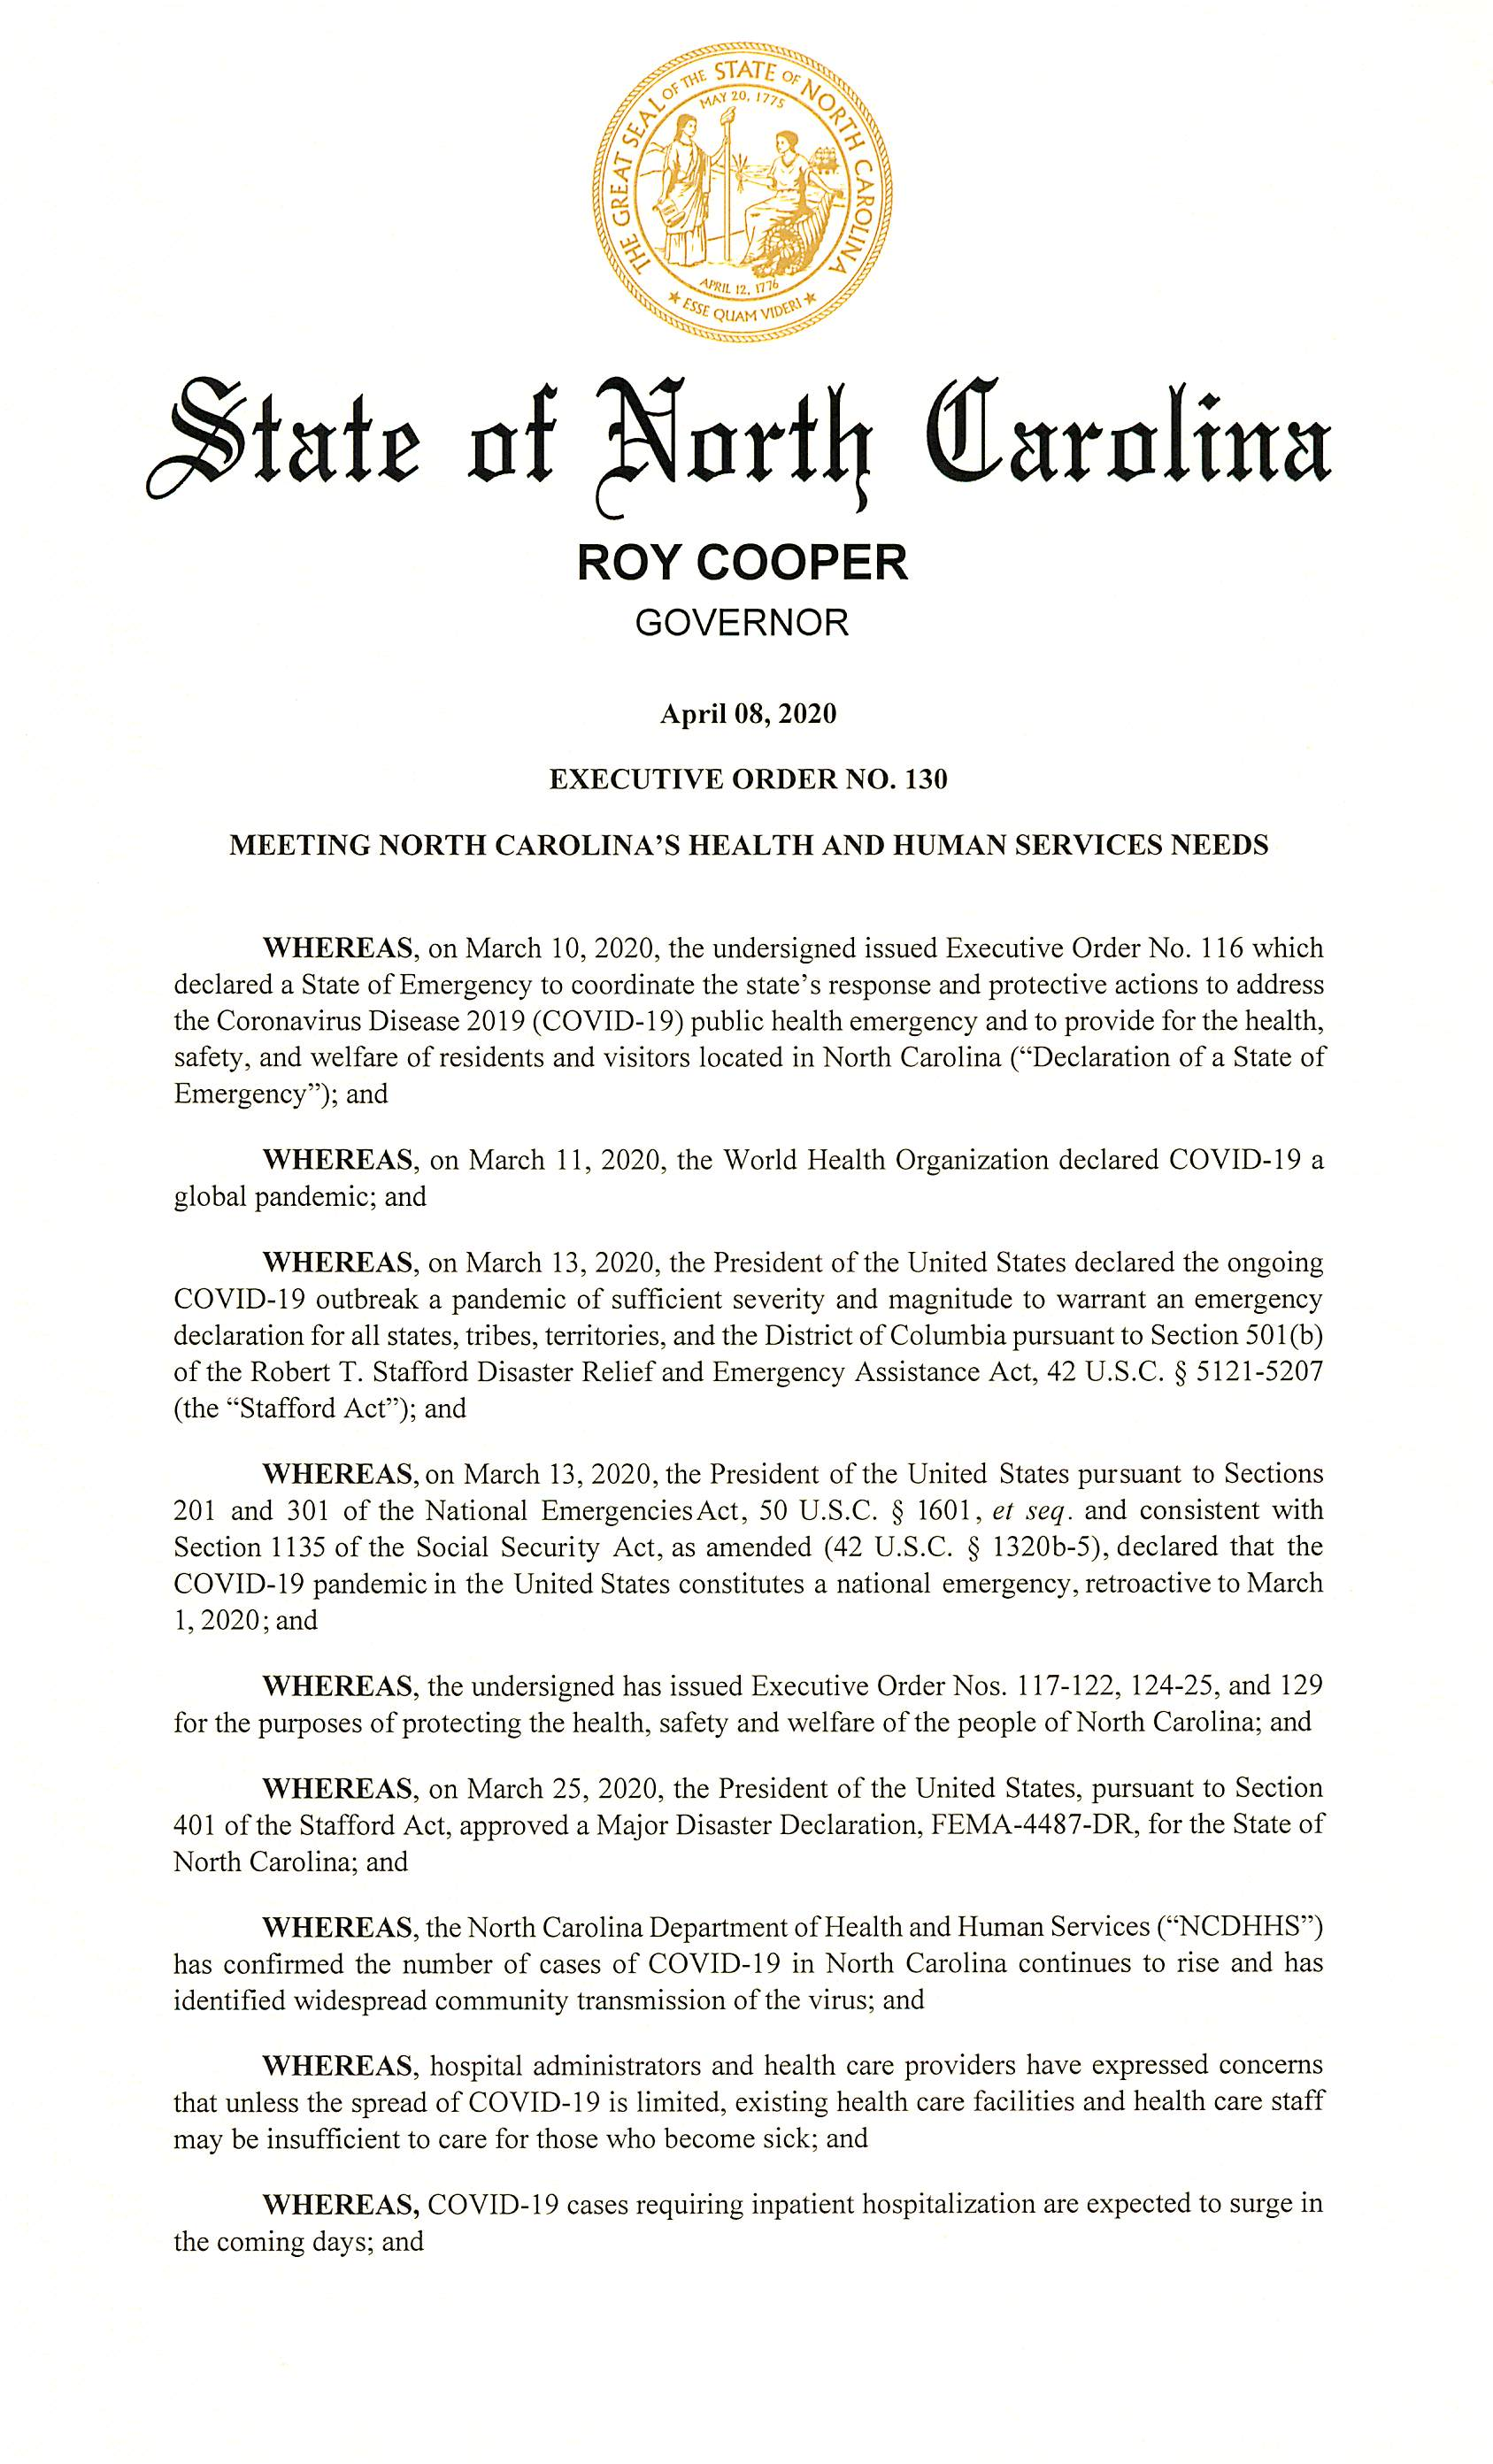 THE GREAT SEAL OF THE STATE OF NORTH CAROLINA
MAY 20, 1775
APRIL 12, 1776
★ ESSE QUAM VIDERI ★
State of North Carolina
ROY COOPER
GOVERNOR
April 08, 2020
EXECUTIVE ORDER NO. 130
MEETING NORTH CAROLINA’S HEALTH AND HUMAN SERVICES NEEDS
WHEREAS, on March 10, 2020, the undersigned issued Executive Order No. 116 which
declared a State of Emergency to coordinate the state’s response and protective actions to address
the Coronavirus Disease 2019 (COVID-19) public health emergency and to provide for the health,
safety, and welfare of residents and visitors located in North Carolina (“Declaration of a State of
Emergency”); and
WHEREAS, on March 11, 2020, the World Health Organization declared COVID-19 a
global pandemic; and
WHEREAS, on March 13, 2020, the President of the United States declared the ongoing
COVID-19 outbreak a pandemic of sufficient severity and magnitude to warrant an emergency
declaration for all states, tribes, territories, and the District of Columbia pursuant to Section 501(b)
of the Robert T. Stafford Disaster Relief and Emergency Assistance Act, 42 U.S.C. § 5121-5207
(the “Stafford Act”); and
WHEREAS, on March 13, 2020, the President of the United States pursuant to Sections
201 and 301 of the National Emergencies Act, 50 U.S.C. § 1601, et seq. and consistent with
Section 1135 of the Social Security Act, as amended (42 U.S.C. § 1320b-5), declared that the
COVID-19 pandemic in the United States constitutes a national emergency, retroactive to March
1, 2020; and
WHEREAS, the undersigned has issued Executive Order Nos. 117-122, 124-25, and 129
for the purposes of protecting the health, safety and welfare of the people of North Carolina; and
WHEREAS, on March 25, 2020, the President of the United States, pursuant to Section
401 of the Stafford Act, approved a Major Disaster Declaration, FEMA-4487-DR, for the State of
North Carolina; and
WHEREAS, the North Carolina Department of Health and Human Services (“NCDHHS”)
has confirmed the number of cases of COVID-19 in North Carolina continues to rise and has
identified widespread community transmission of the virus; and
WHEREAS, hospital administrators and health care providers have expressed concerns
that unless the spread of COVID-19 is limited, existing health care facilities and health care staff
may be insufficient to care for those who become sick; and
WHEREAS, COVID-19 cases requiring inpatient hospitalization are expected to surge in
the coming days; and